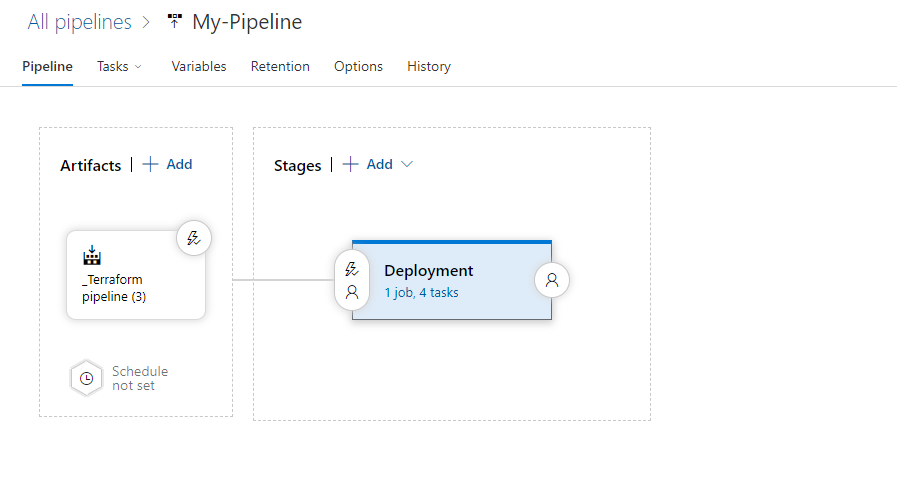 All pipelines > My-Pipeline
Pipeline Tasks Variables Retention Options History
Artifacts | + Add
Stages | + Add
_Terraform
pipeline (3)
Deployment
1 job, 4 tasks
Schedule
not set